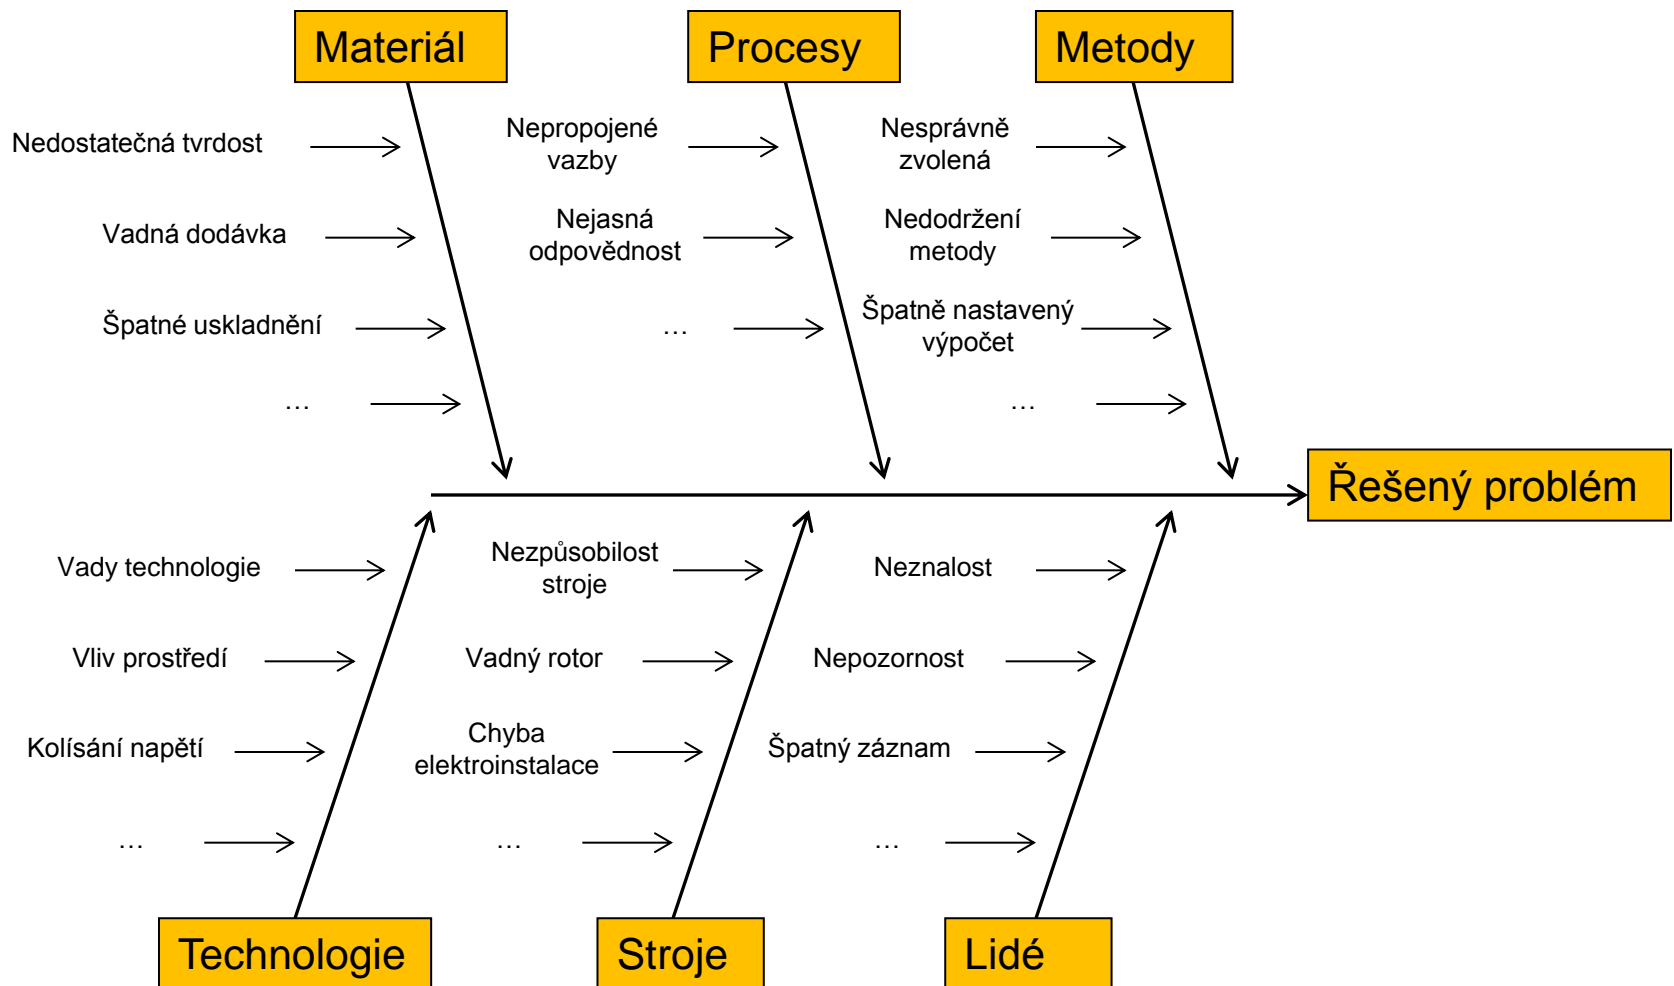 Materiál
Procesy
Metody
Nedostatečná tvrdost
Nepropojené
vazby
Nesprávně
zvolená
Vadná dodávka
Nejasná
odpovědnost
Nedodržení
metody
Špatné uskladnění
…
Špatně nastavený
výpočet
…
…
Řešený problém
Vady technologie
Nezpůsobilost
stroje
Neznalost
Vliv prostředí
Vadný rotor
Nepozornost
Kolísání napětí
Chyba
elektroinstalace
Špatný záznam
…
…
…
Technologie
Stroje
Lidé